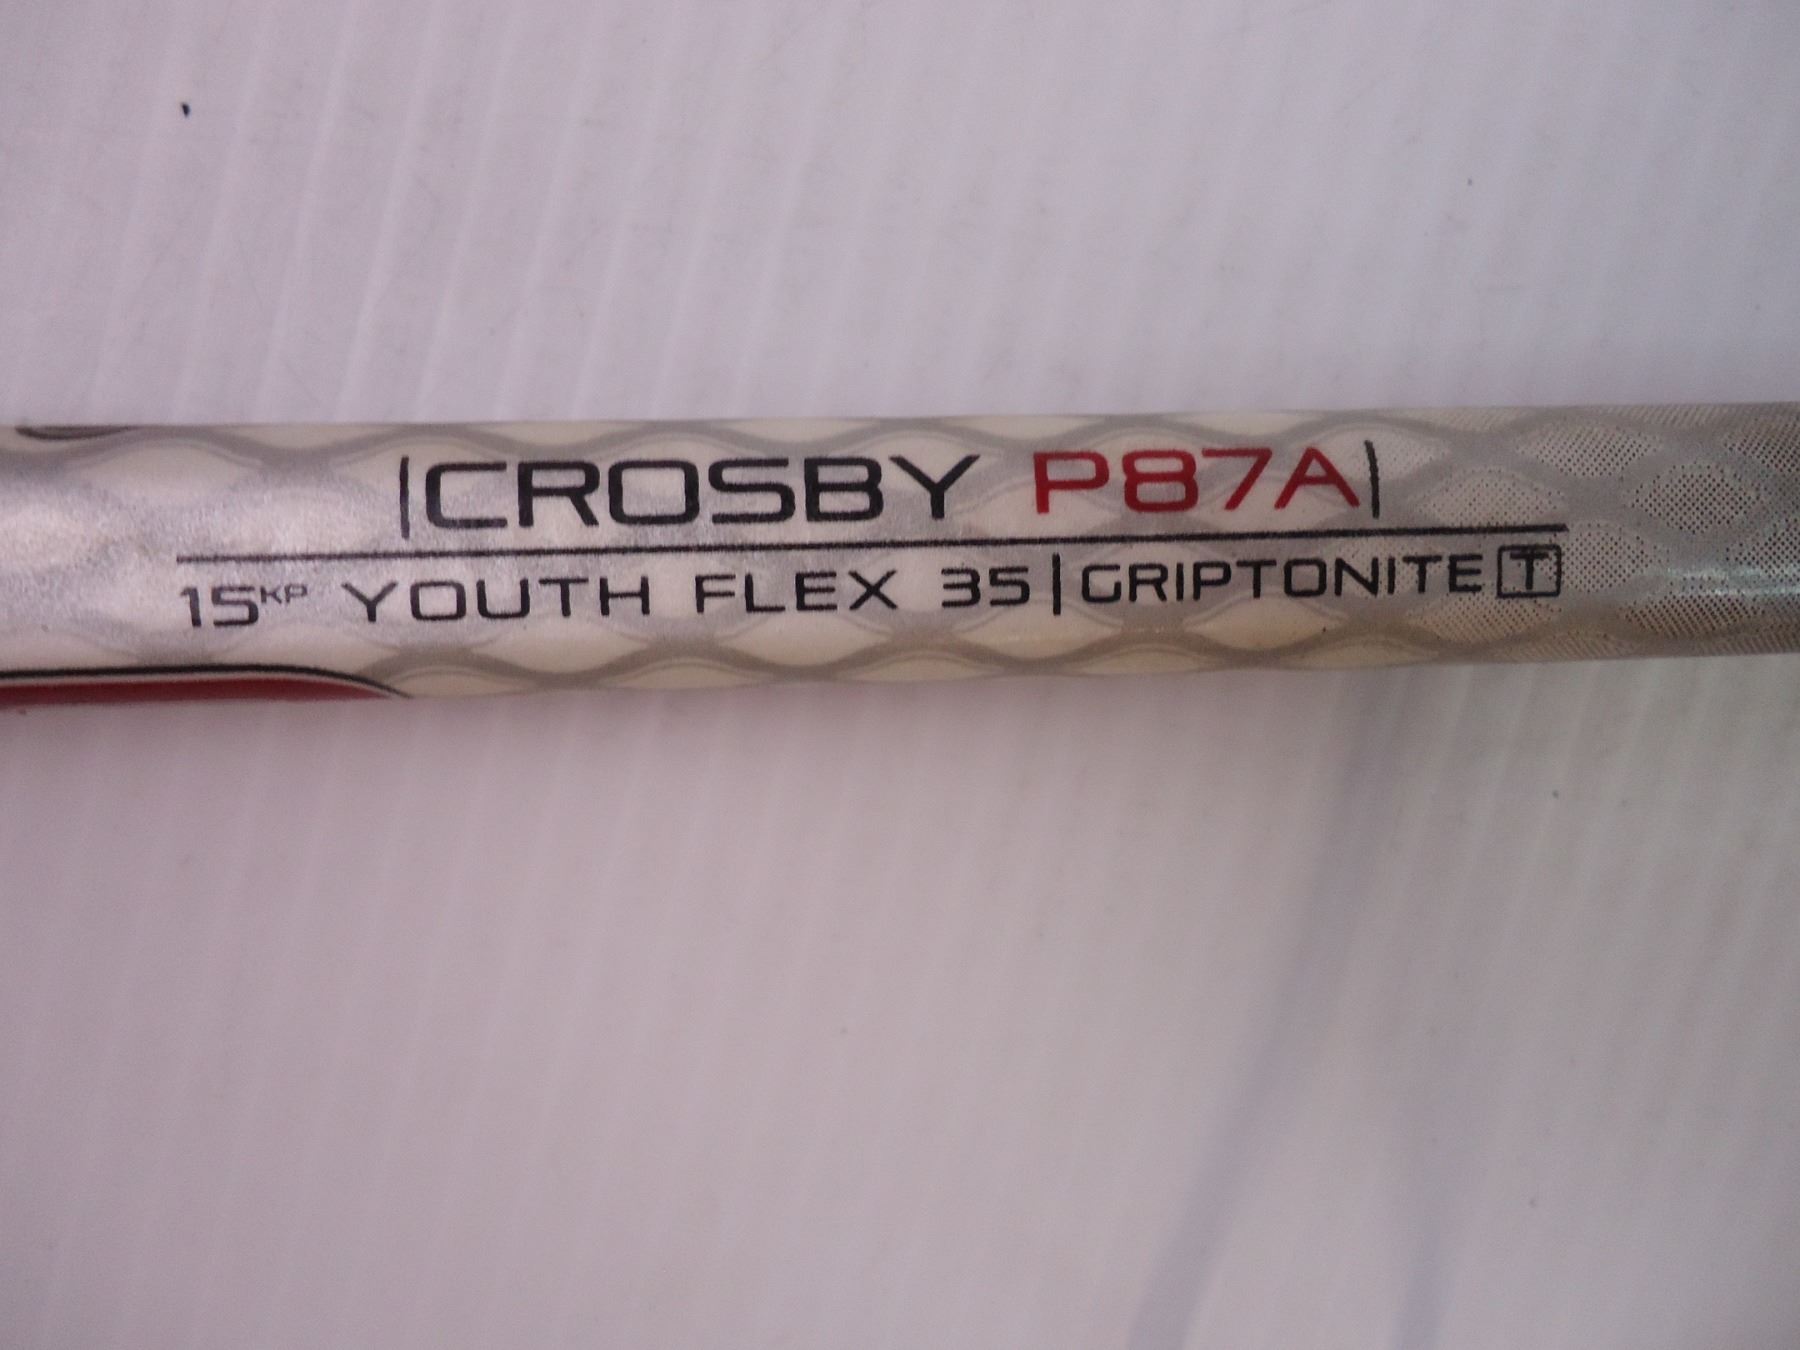 |CROSBY P87A|
15KP YOUTH FLEX 35|GRIPTONITE T